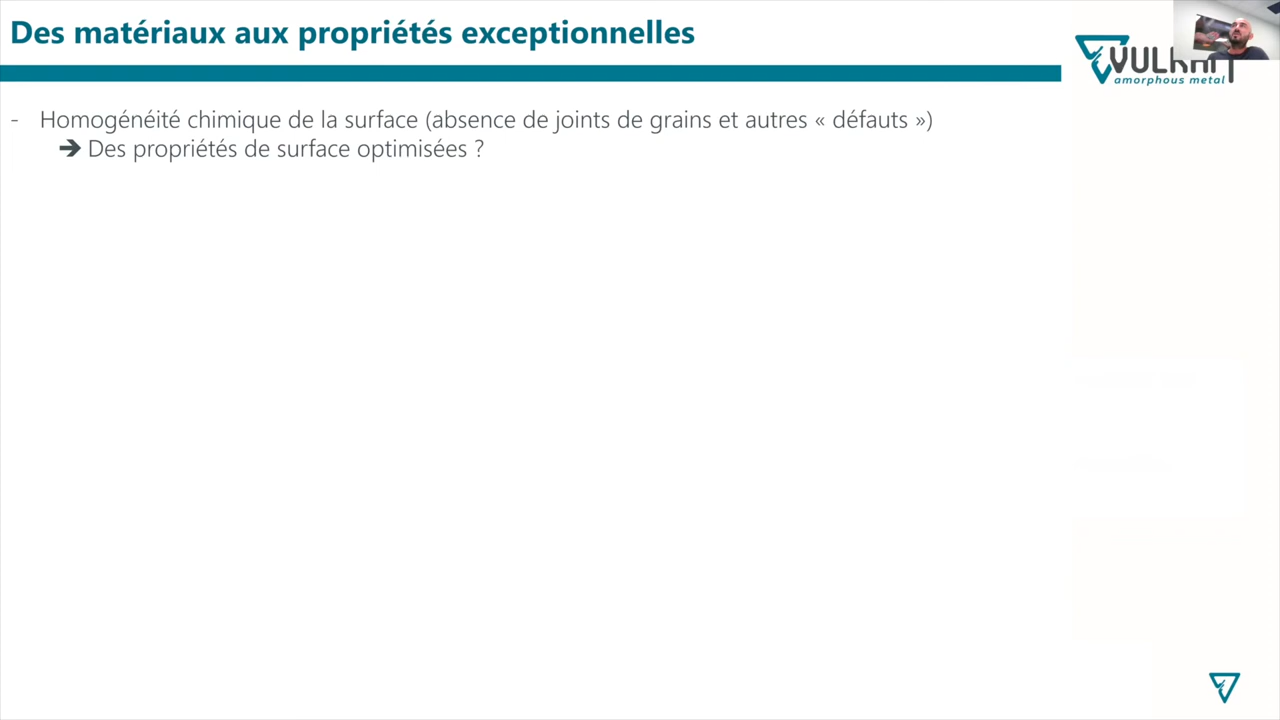 Des matériaux aux propriétés exceptionnelles
VULKAM
amorphous metal
- Homogénéité chimique de la surface (absence de joints de grains et autres « défauts »)
➔ Des propriétés de surface optimisées ?